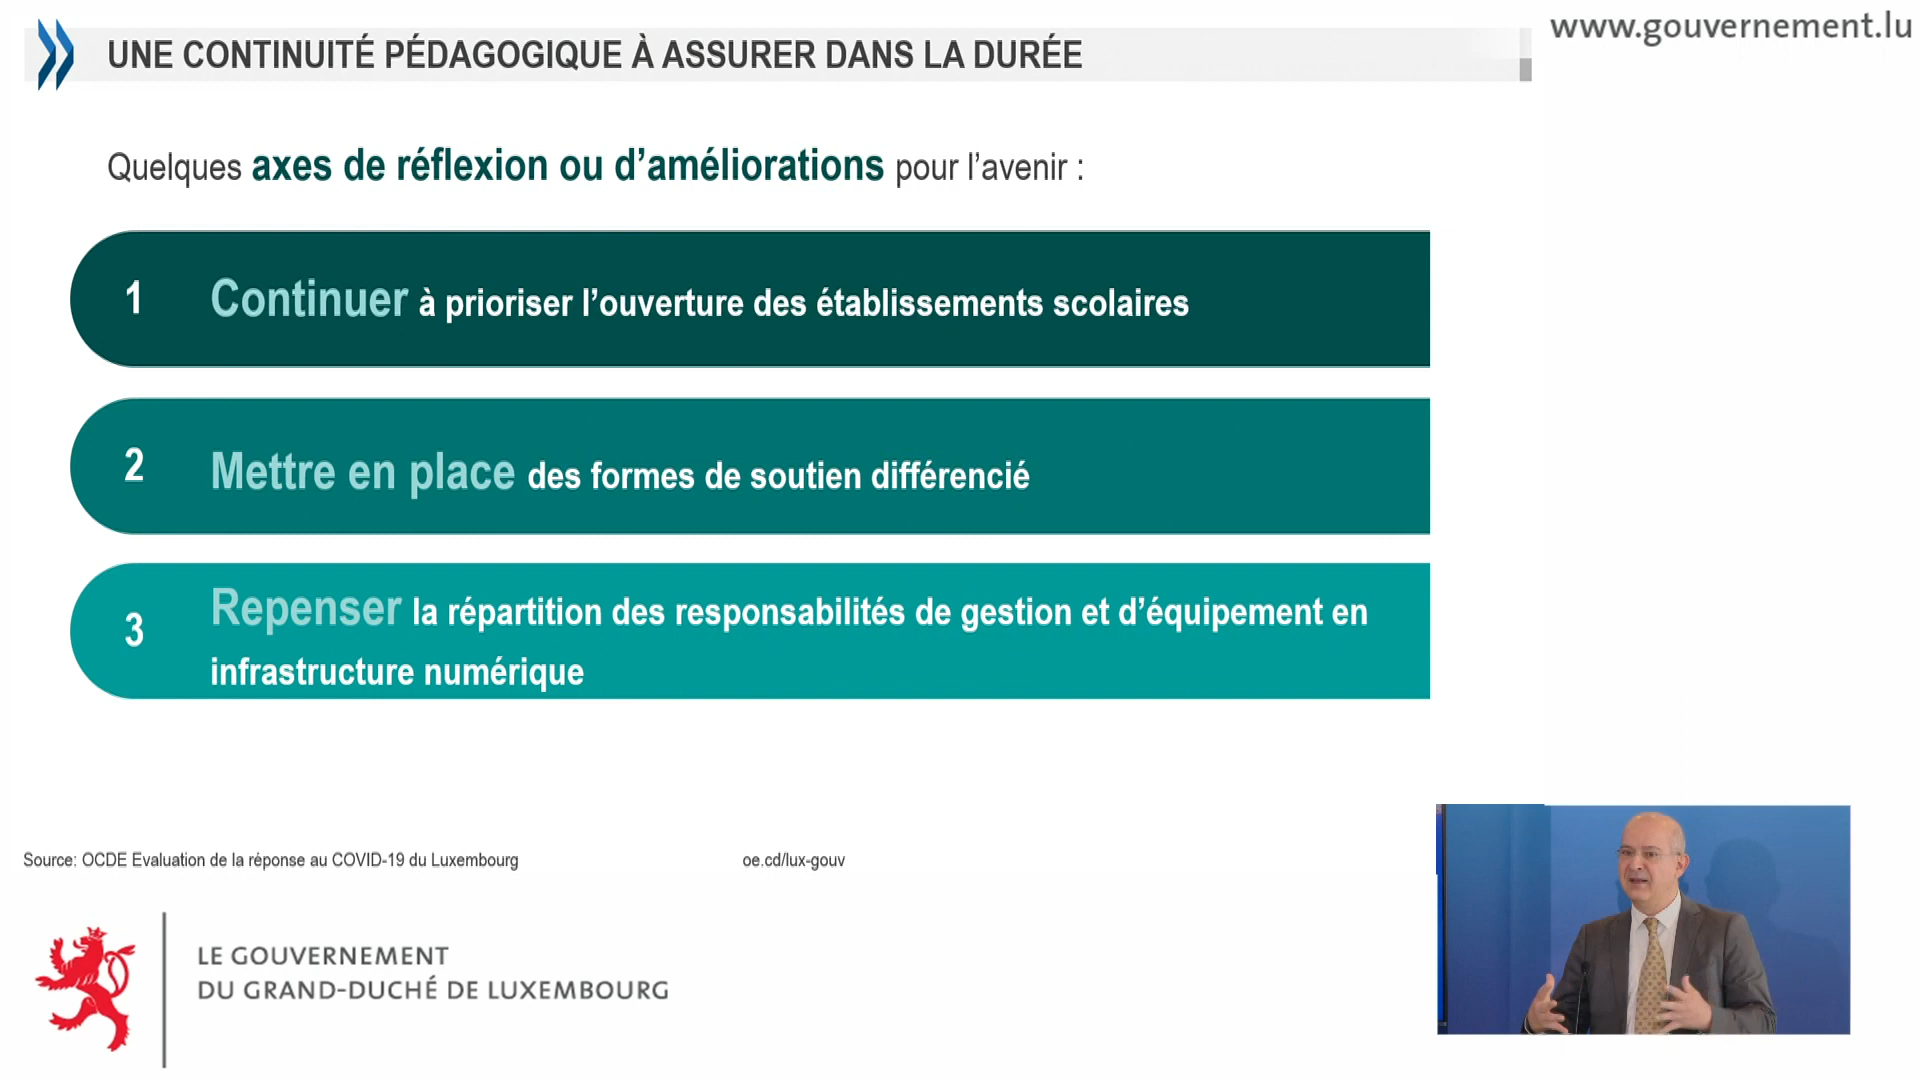 www.gouvernement.lu
UNE CONTINUITÉ PÉDAGOGIQUE À ASSURER DANS LA DURÉE
Quelques axes de réflexion ou d’améliorations pour l’avenir :
1 Continuer à prioriser l’ouverture des établissements scolaires
2 Mettre en place des formes de soutien différencié
3 Repenser la répartition des responsabilités de gestion et d’équipement en
infrastructure numérique
Source: OCDE Evaluation de la réponse au COVID-19 du Luxembourg oe.cd/lux-gouv
LE GOUVERNEMENT
DU GRAND-DUCHÉ DE LUXEMBOURG